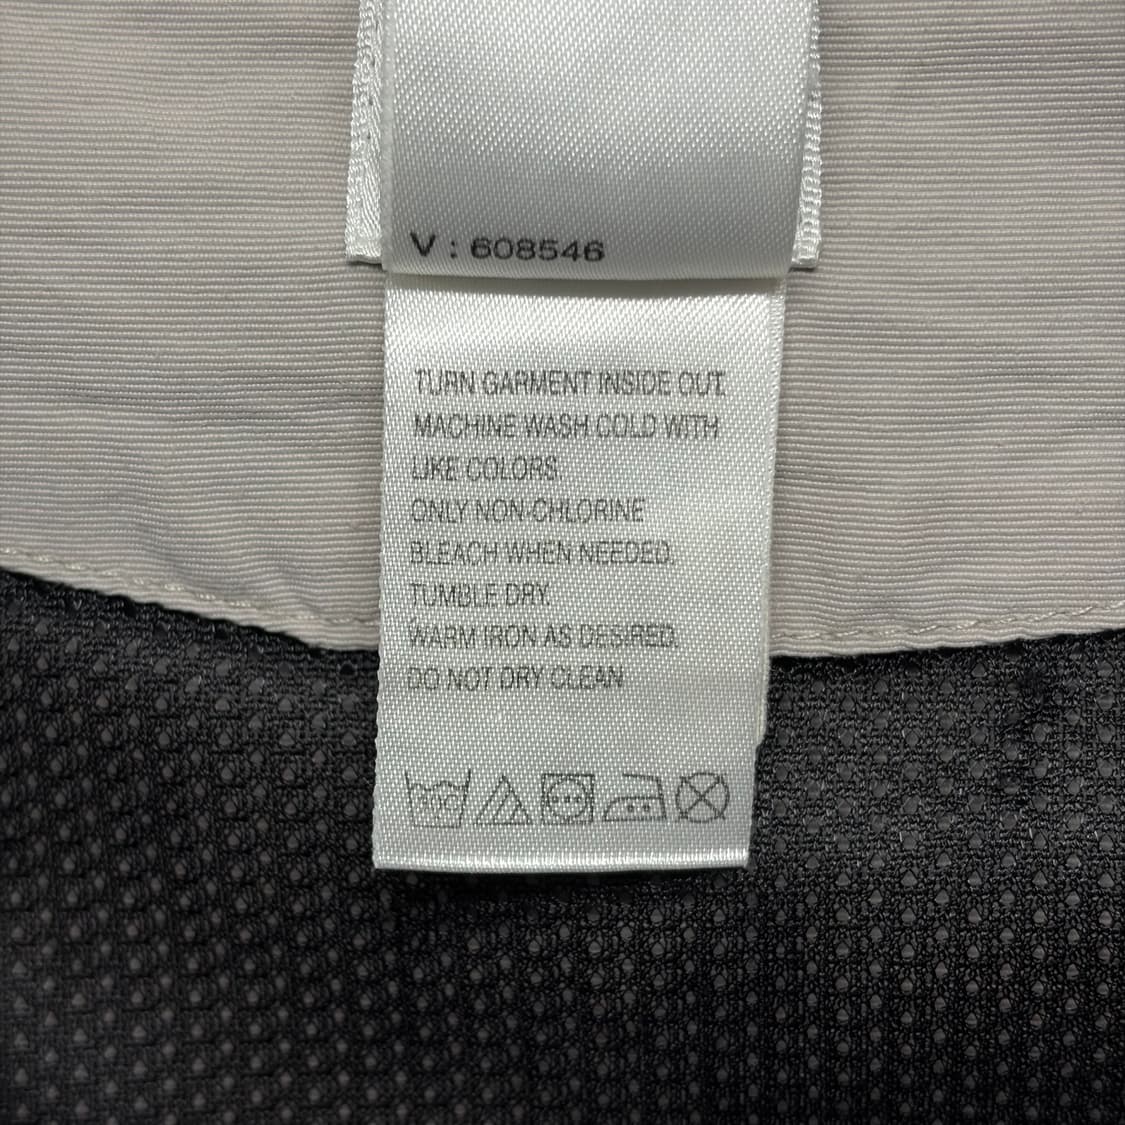 V : 608546
TURN GARMENT INSIDE OUT.
MACHINE WASH COLD WITH
LIKE COLORS.
ONLY NON-CHLORINE
BLEACH WHEN NEEDED.
TUMBLE DRY.
WARM IRON AS DESIRED.
DO NOT DRY CLEAN
30C